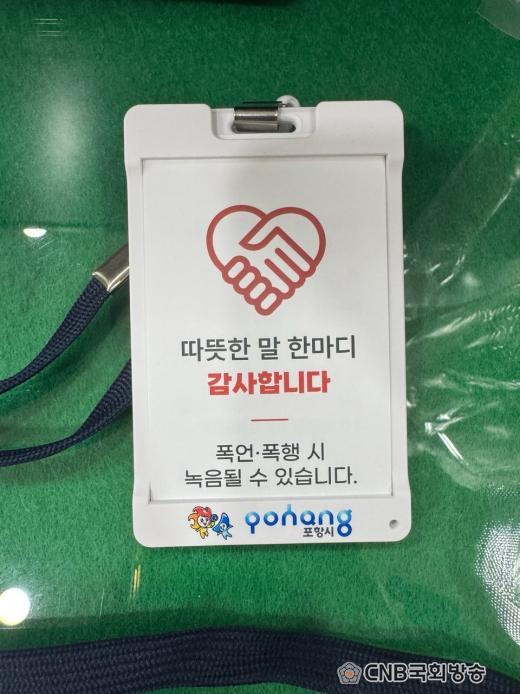 따뜻한 말 한마디
감사합니다
폭언·폭행 시
녹음될 수 있습니다.
pohang
포항시
CNB국회방송